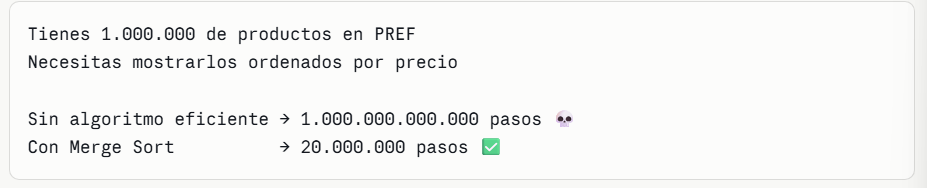 Tienes 1.000.000 de productos en PREF
Necesitas mostrarlos ordenados por precio
Sin algoritmo eficiente → 1.000.000.000.000 pasos 💀
Con Merge Sort → 20.000.000 pasos ✅